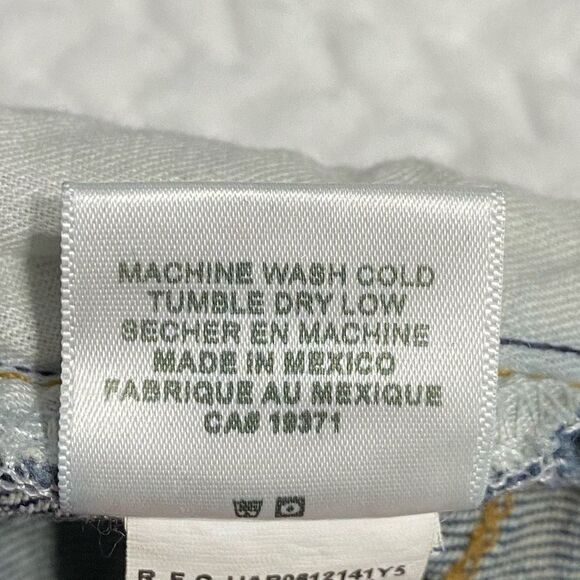 MACHINE WASH COLD
TUMBLE DRY LOW
SECHER EN MACHINE
MADE IN MEXICO
FABRIQUE AU MEXIQUE
CA# 19371